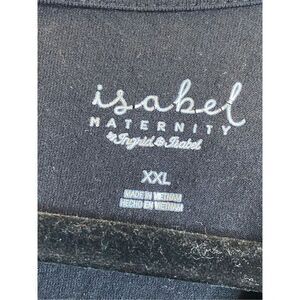 isabel
MATERNITY
by Ingrid & Isabel
XXL
MADE IN VIETNAM
HECHO EN VIETNAM